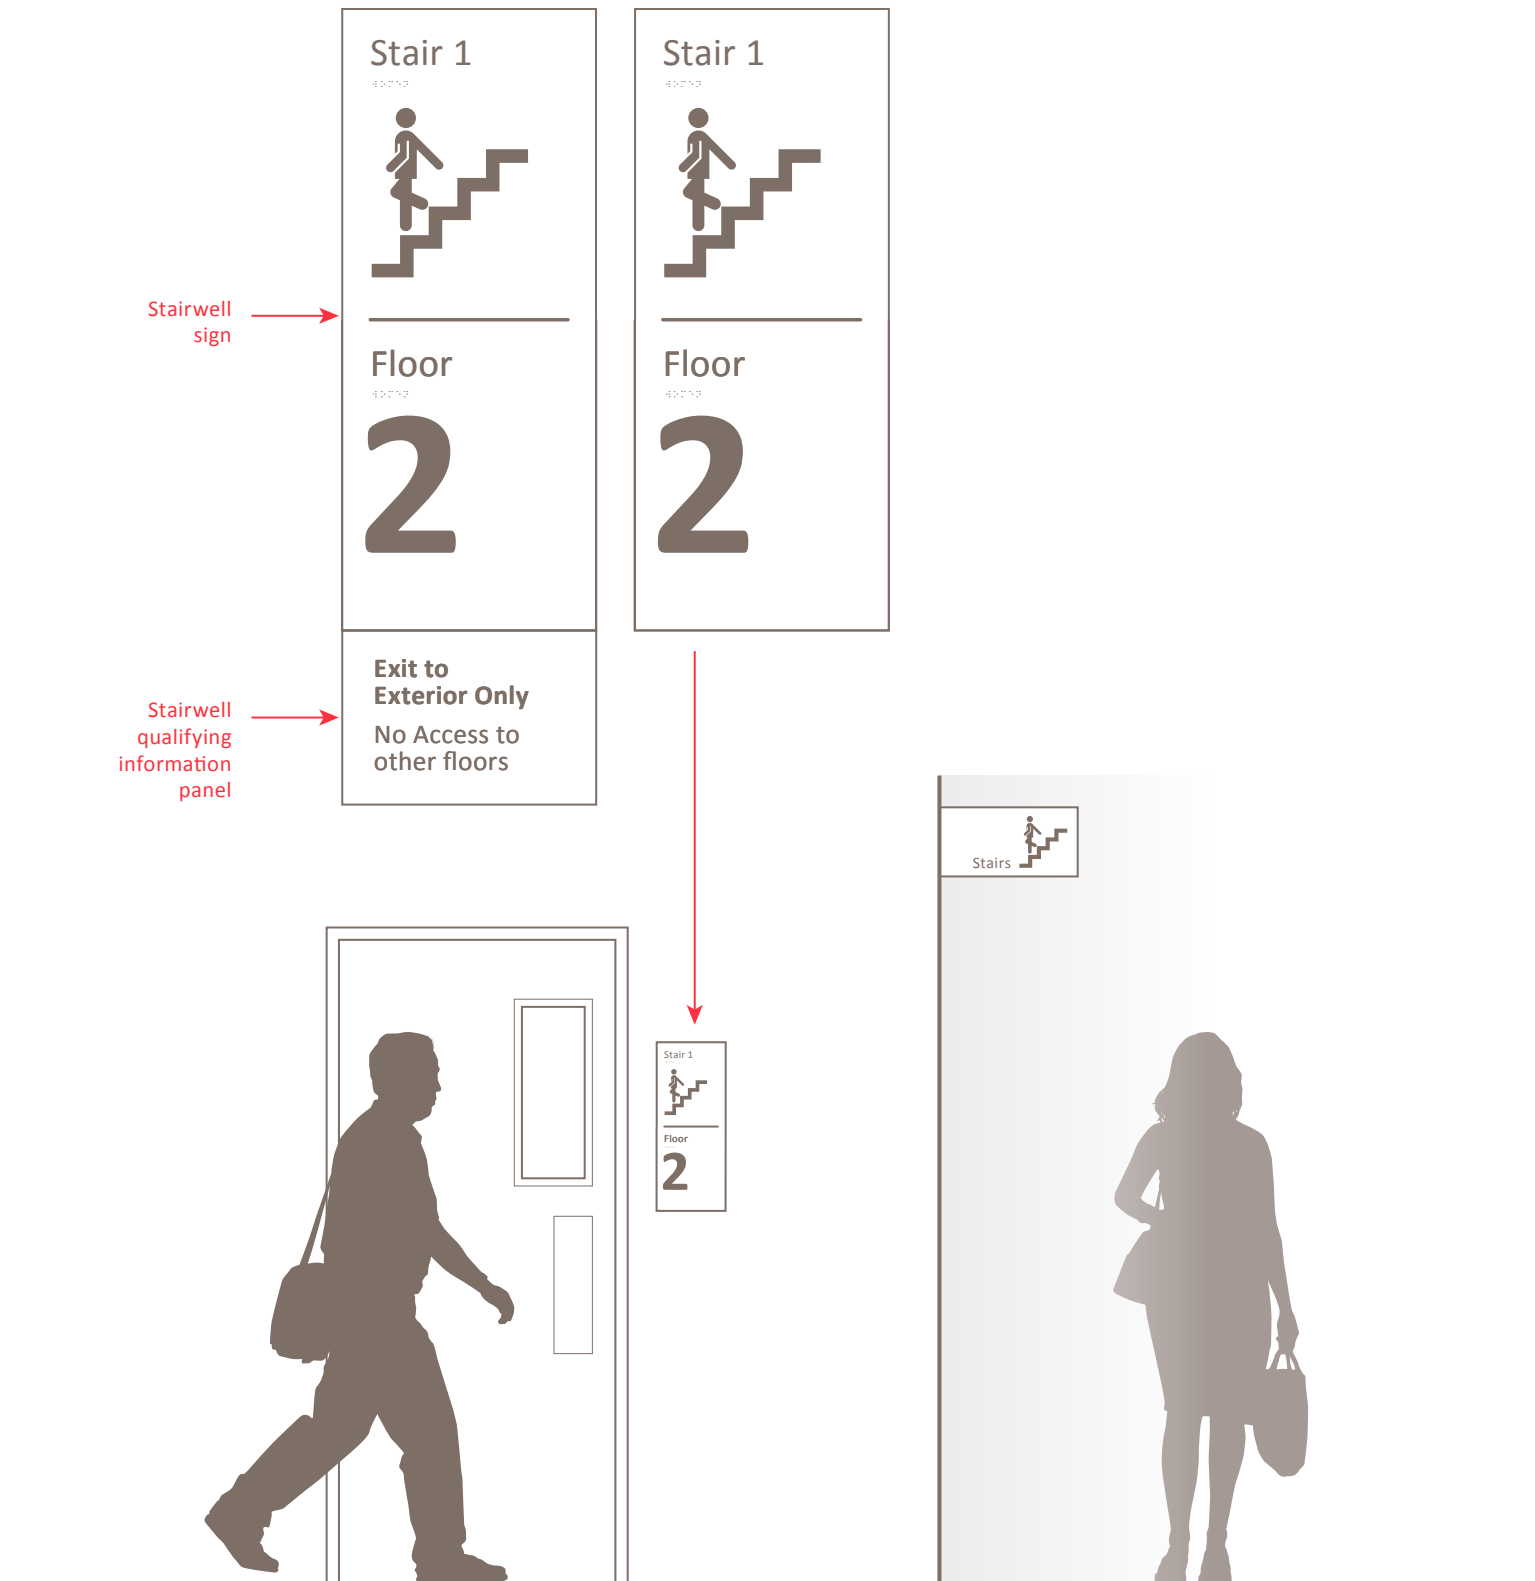 Stair 1
Floor
2
Exit to
Exterior Only
No Access to
other floors
Stair 1
Floor
2
Stairwell
sign
Stairwell
qualifying
information
panel
Stairs
Stair 1
Floor
2